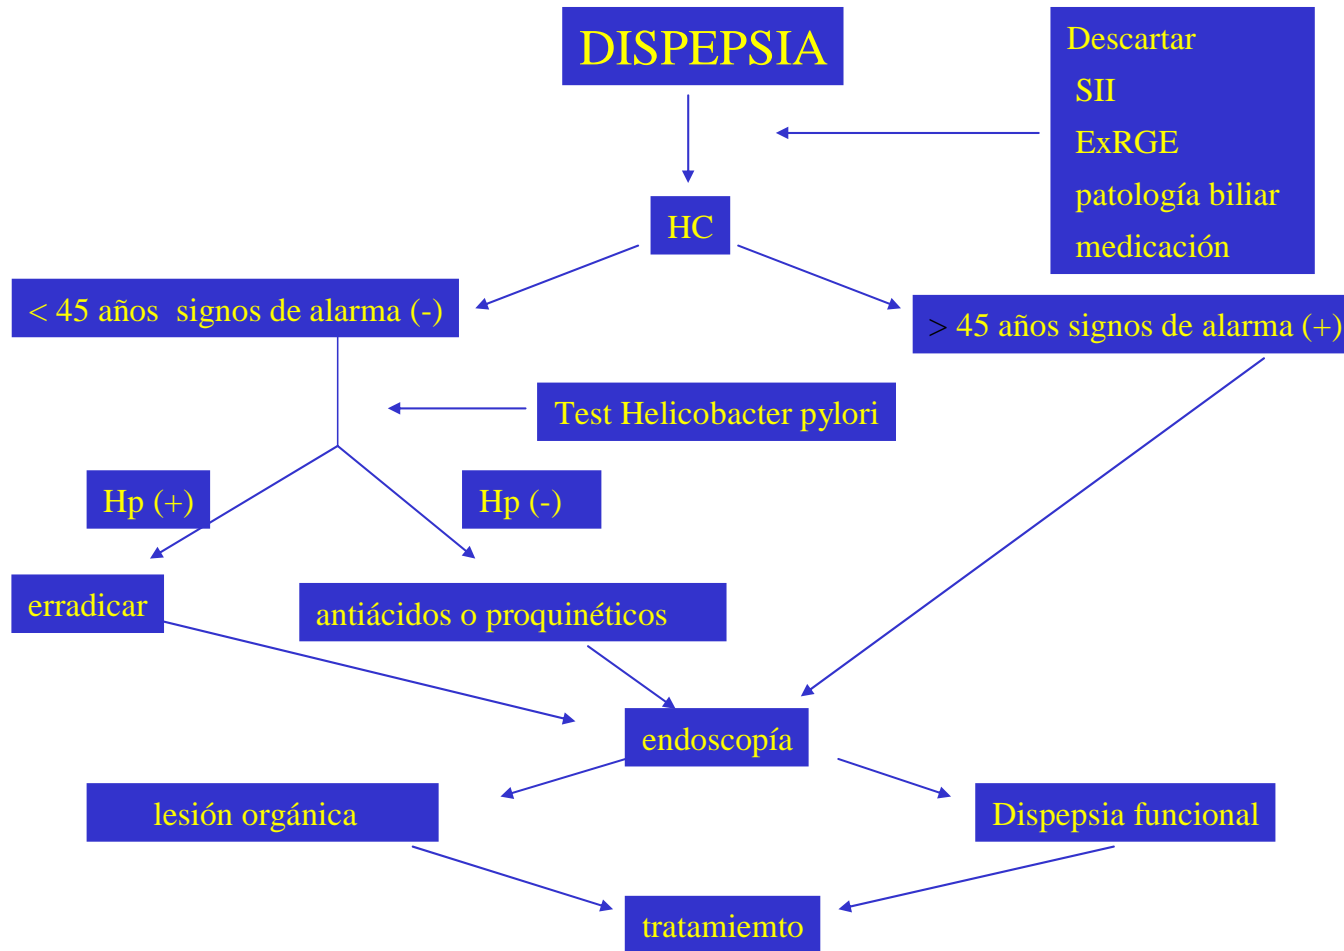 DISPEPSIA
Descartar
SII
ExRGE
patología biliar
medicación
HC
< 45 años signos de alarma (-)
> 45 años signos de alarma (+)
Test Helicobacter pylori
Hp (+)
Hp (-)
erradicar
antiácidos o proquinéticos
endoscopía
lesión orgánica
Dispepsia funcional
tratamiemto